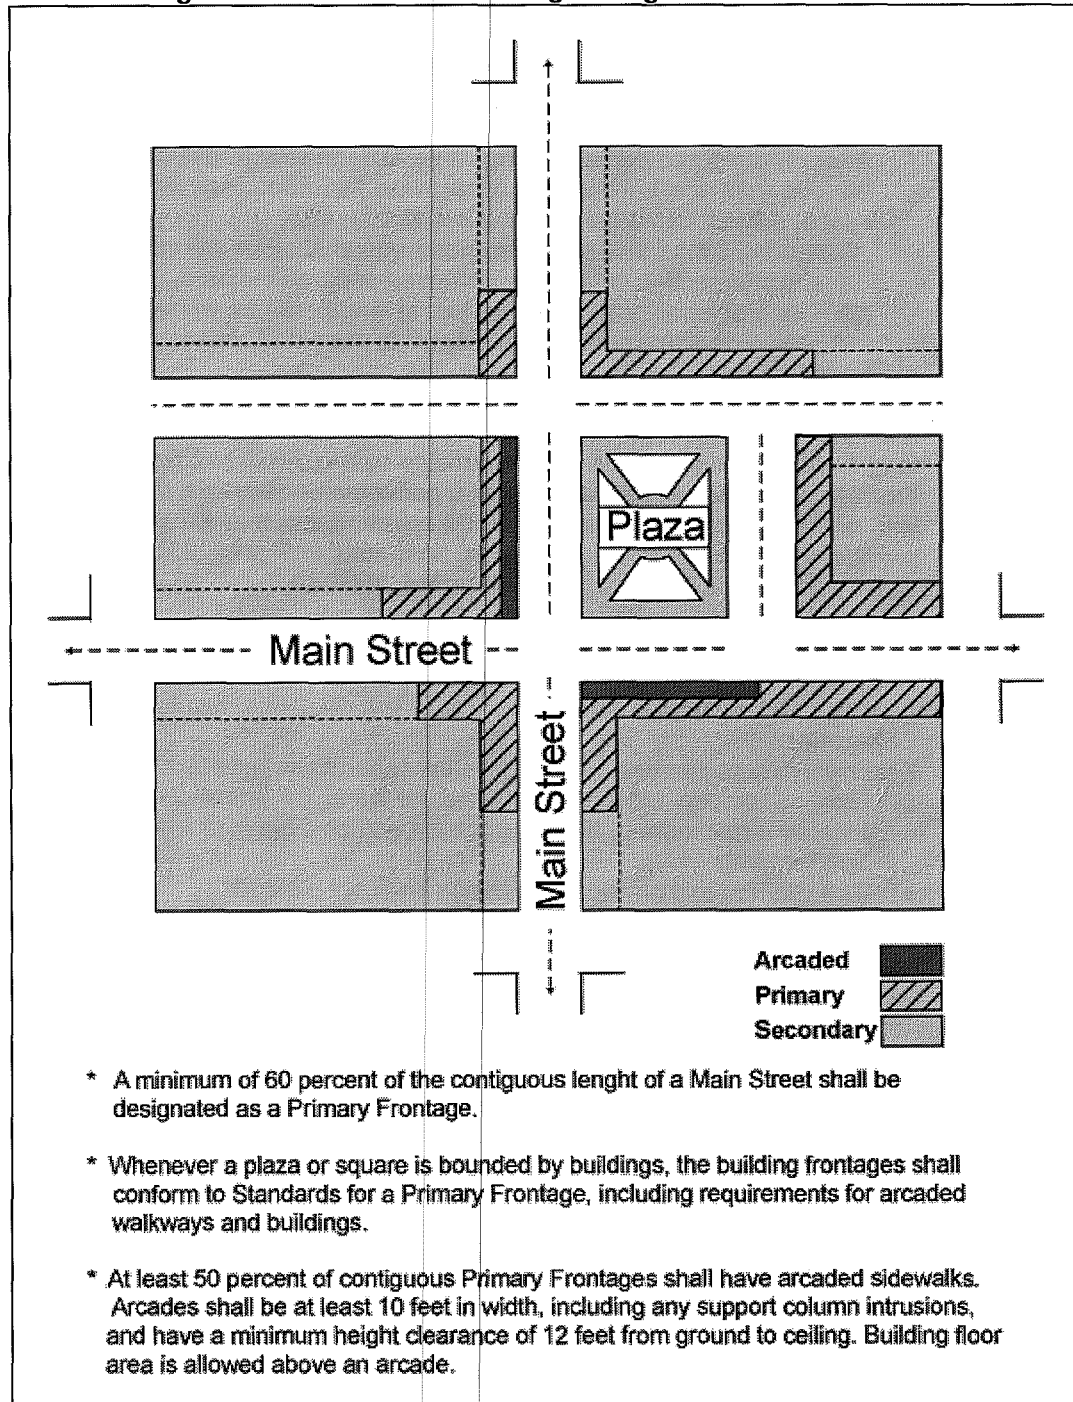 Plaza
Main Street
Main Street
Arcaded
Primary
Secondary
* A minimum of 60 percent of the contiguous lenght of a Main Street shall be
designated as a Primary Frontage.
* Whenever a plaza or square is bounded by buildings, the building frontages shall
conform to Standards for a Primary Frontage, including requirements for arcaded
walkways and buildings.
* At least 50 percent of contiguous Primary Frontages shall have arcaded sidewalks.
Arcades shall be at least 10 feet in width, including any support column intrusions,
and have a minimum height clearance of 12 feet from ground to ceiling. Building floor
area is allowed above an arcade.